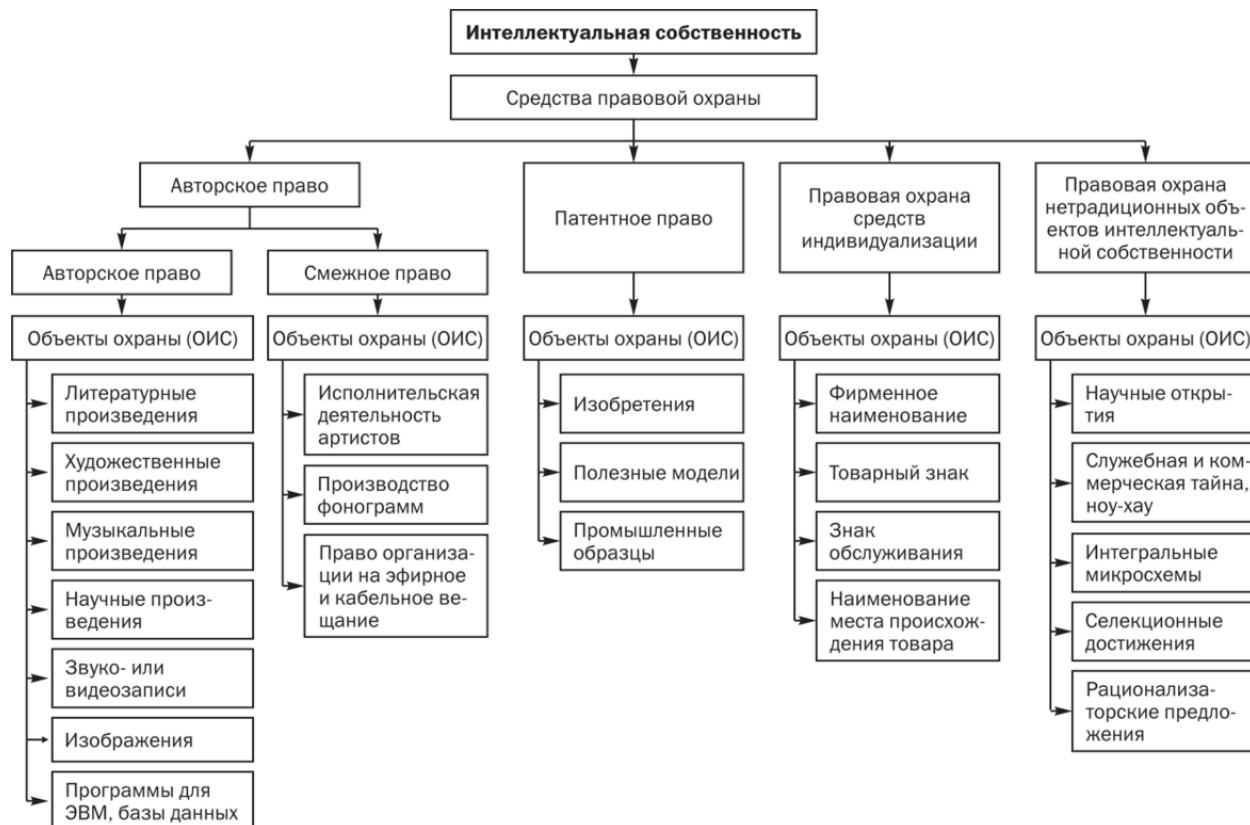 Интеллектуальная собственность
Средства правовой охраны
Авторское право
Авторское право
Объекты охраны (ОИС)
Литературные
произведения
Художественные
произведения
Музыкальные
произведения
Научные произ-
ведения
Звуко- или
видеозаписи
Изображения
Программы для
ЭВМ, базы данных
Смежное право
Объекты охраны (ОИС)
Исполнительская
деятельность
артистов
Производство
фонограмм
Право организа-
ции на эфирное
и кабельное ве-
щание
Патентное право
Объекты охраны (ОИС)
Изобретения
Полезные модели
Промышленные
образцы
Правовая охрана
средств
индивидуализации
Объекты охраны (ОИС)
Фирменное
наименование
Товарный знак
Знак
обслуживания
Наименование
места происхож-
дения товара
Правовая охрана
нетрадиционных объ-
ектов интеллектуаль-
ной собственности
Объекты охраны (ОИС)
Научные откры-
тия
Служебная и ком-
мерческая тайна,
ноу-хау
Интегральные
микросхемы
Селекционные
достижения
Рационализа-
торские предло-
жения